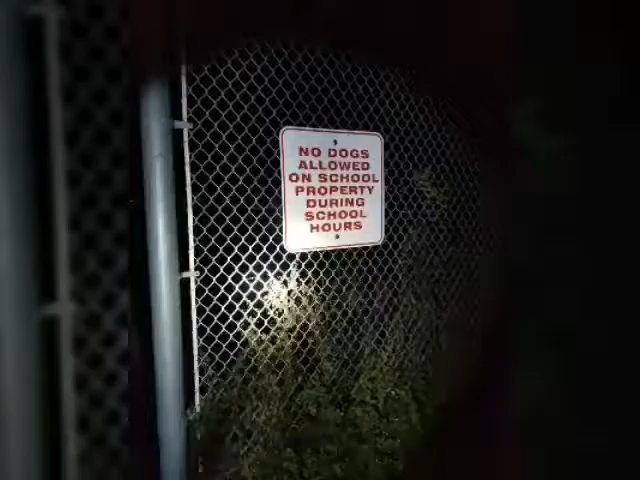 NO DOGS
ALLOWED
ON SCHOOL
PROPERTY
DURING
SCHOOL
HOURS